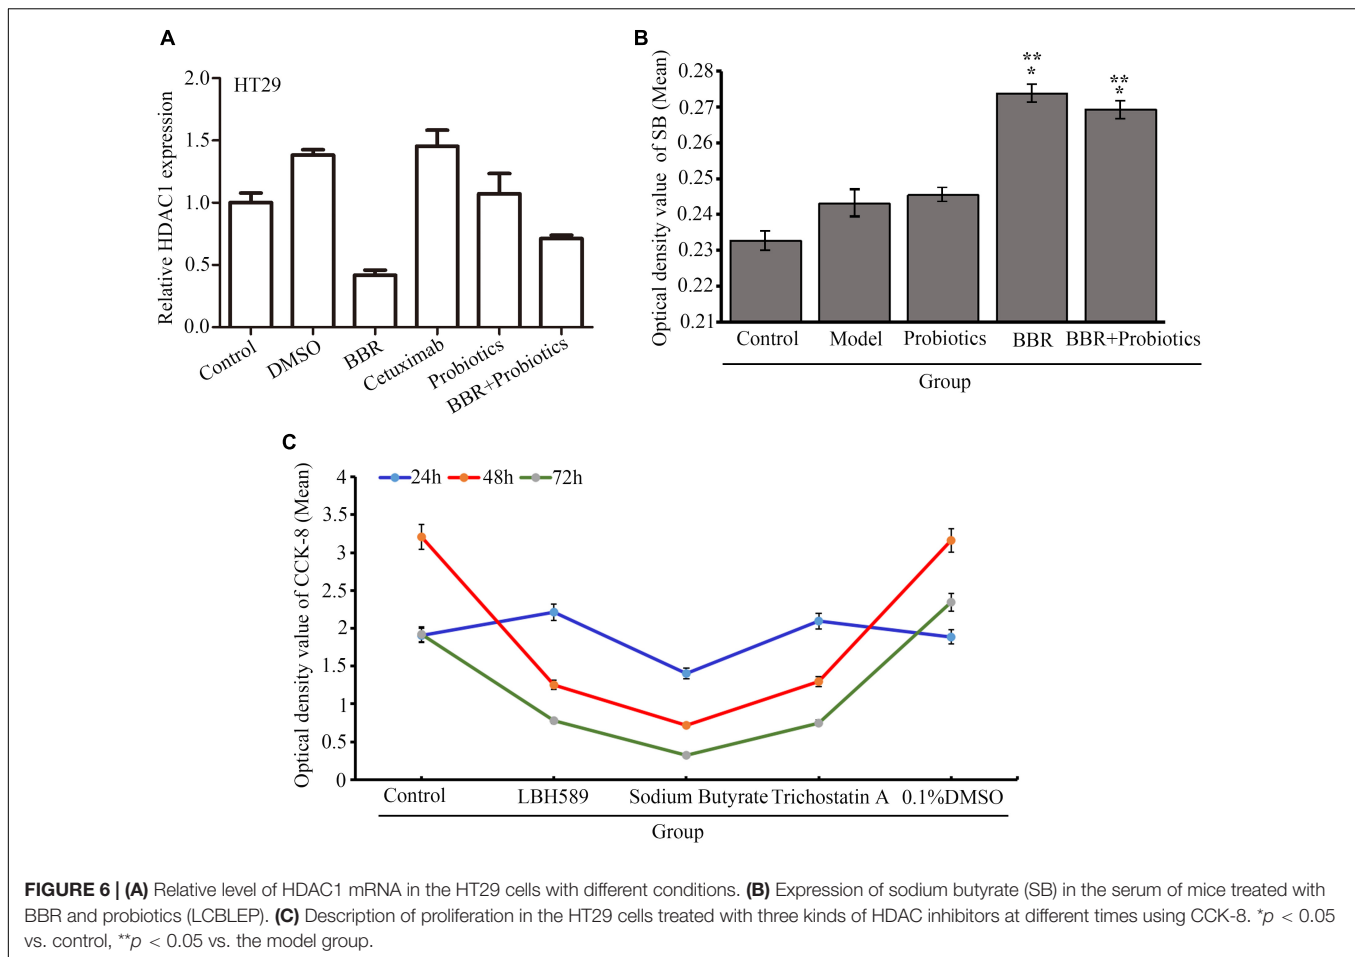 A
HT29
Relative HDAC1 expression
2.0
1.5
1.0
0.5
0.0
Control
DMSO
BBR
Cetuximab
Probiotics
BBR+Probiotics
B
Optical density value of SB (Mean)
0.28
0.27
0.26
0.25
0.24
0.23
0.22
0.21
**
*
**
*
Control Model Probiotics BBR BBR+Probiotics
Group
C
24h 48h 72h
Optical density value of CCK-8 (Mean)
4
3.5
3
2.5
2
1.5
1
0.5
0
Control LBH589 Sodium Butyrate Trichostatin A 0.1%DMSO
Group
FIGURE 6 | (A) Relative level of HDAC1 mRNA in the HT29 cells with different conditions. (B) Expression of sodium butyrate (SB) in the serum of mice treated with
BBR and probiotics (LCBLEP). (C) Description of proliferation in the HT29 cells treated with three kinds of HDAC inhibitors at different times using CCK-8. *p < 0.05
vs. control, **p < 0.05 vs. the model group.